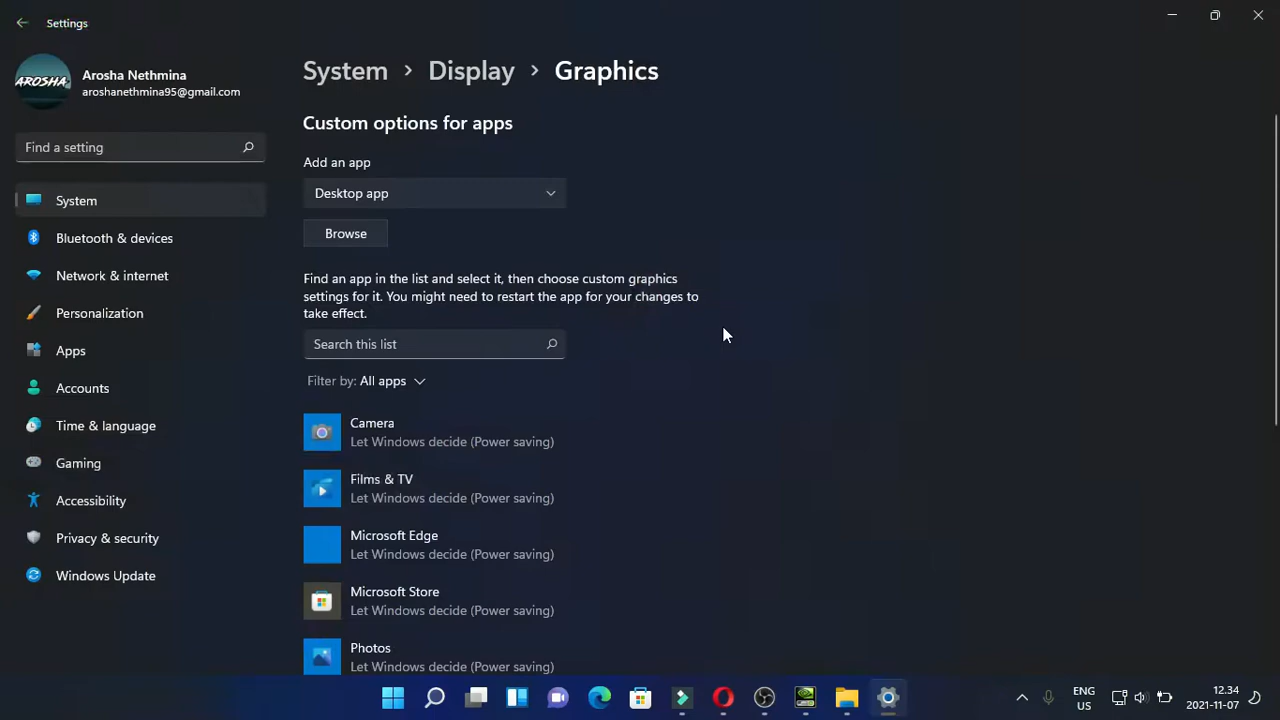 Settings
AROSHA
Arosha Nethmina
aroshanethmina95@gmail.com
Find a setting
System
Bluetooth & devices
Network & internet
Personalization
Apps
Accounts
Time & language
Gaming
Accessibility
Privacy & security
Windows Update
System > Display > Graphics
Custom options for apps
Add an app
Desktop app
Browse
Find an app in the list and select it, then choose custom graphics
settings for it. You might need to restart the app for your changes to
take effect.
Search this list
Filter by: All apps
Camera
Let Windows decide (Power saving)
Films & TV
Let Windows decide (Power saving)
Microsoft Edge
Let Windows decide (Power saving)
Microsoft Store
Let Windows decide (Power saving)
Photos
Let Windows decide (Power saving)
ENG
US
12.34
2021-11-07